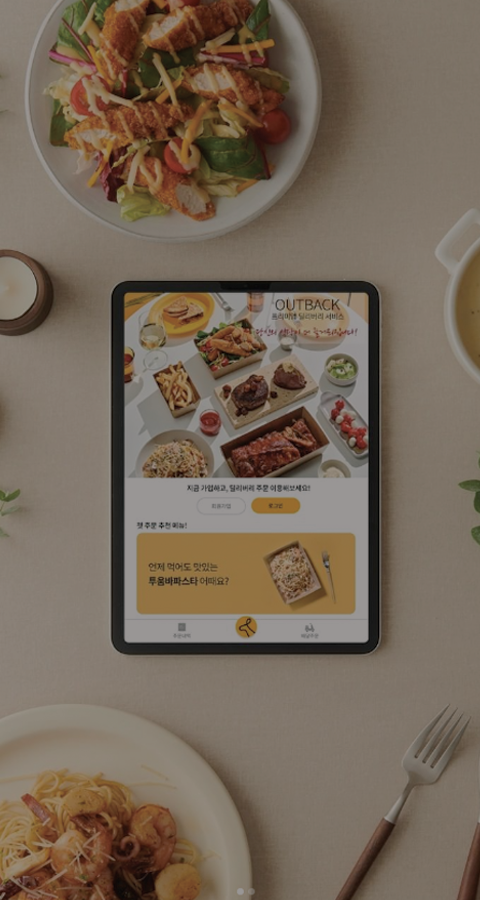 OUTBACK
프리미엄 딜리버리 서비스
지금 가입하고, 딜리버리 주문 이용해보세요!
회원가입
로그인
첫 주문 추천 메뉴!
언제 먹어도 맛있는
투움바파스타 어때요?